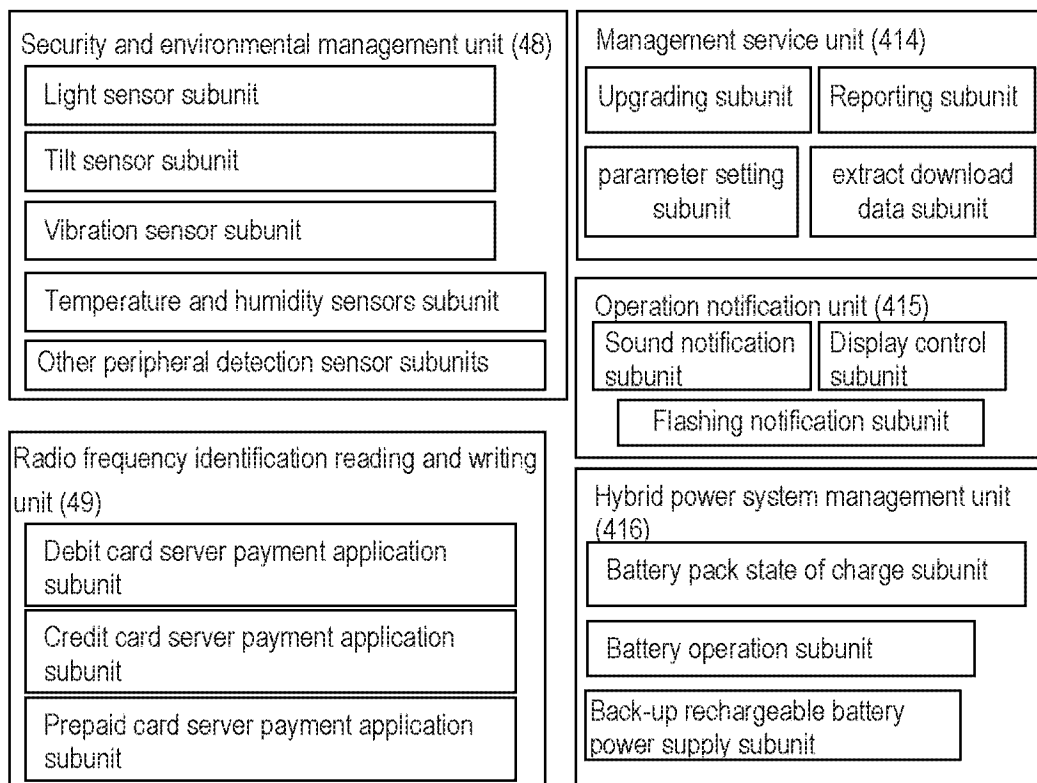 Security and environmental management unit (48)
Light sensor subunit
Tilt sensor subunit
Vibration sensor subunit
Temperature and humidity sensors subunit
Other peripheral detection sensor subunits
Radio frequency identification reading and writing
unit (49)
Debit card server payment application
subunit
Credit card server payment application
subunit
Prepaid card server payment application
subunit
Management service unit (414)
Upgrading subunit
Reporting subunit
parameter setting
subunit
extract download
data subunit
Operation notification unit (415)
Sound notification
subunit
Display control
subunit
Flashing notification subunit
Hybrid power system management unit
(416)
Battery pack state of charge subunit
Battery operation subunit
Back-up rechargeable battery
power supply subunit